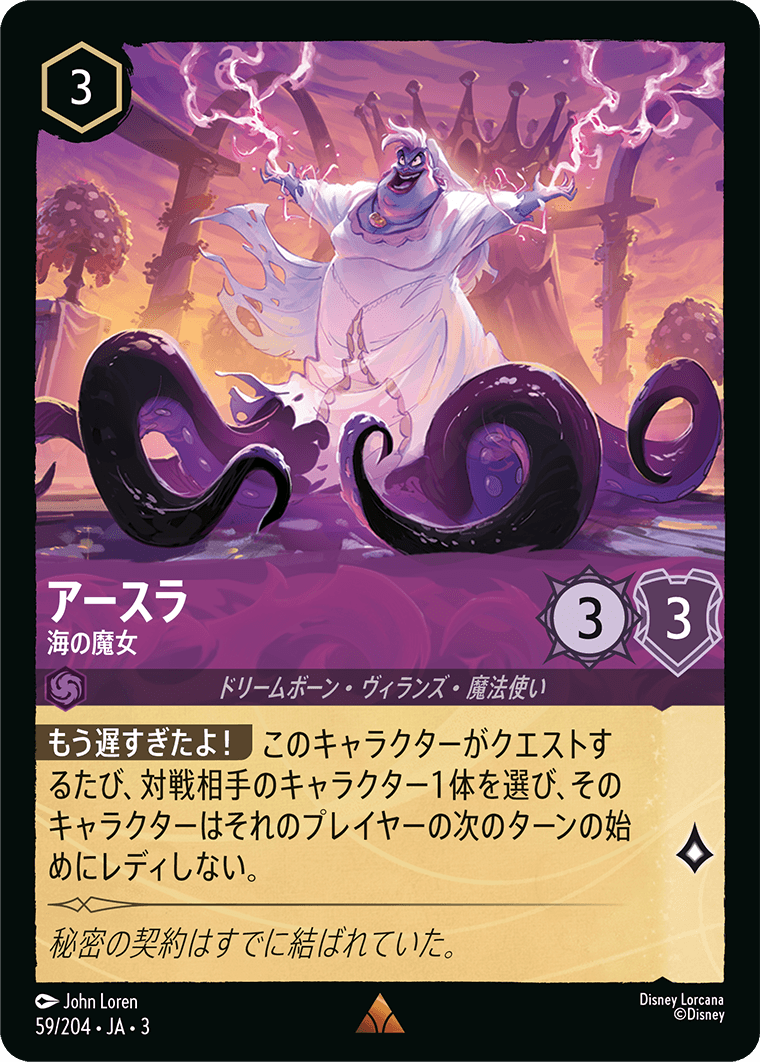 3
アースラ
海の魔女
3
3
ドリームボーン・ヴィランズ・魔法使い
もう遅すぎたよ! このキャラクターがクエストす
るたび、対戦相手のキャラクター1体を選び、その
キャラクターはそれのプレイヤーの次のターンの始
めにレディしない。
秘密の契約はすでに結ばれていた。
John Loren
59/204・JA・3
Disney Lorcana
©Disney